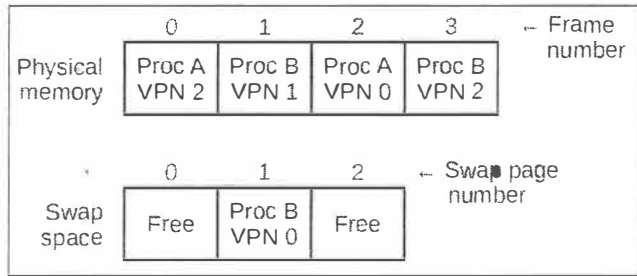 0 1 2 3 ← Frame number
Physical memory
Proc A VPN 2
Proc B VPN 1
Proc A VPN 0
Proc B VPN 2
0 1 2 ← Swap page number
Swap space
Free
Proc B VPN 0
Free